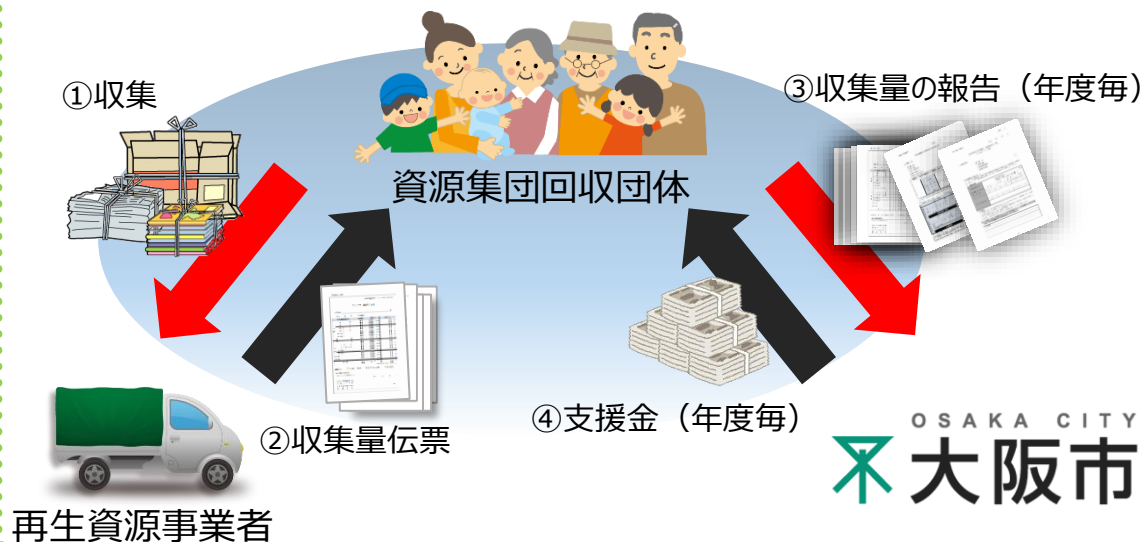 ①収集
③収集量の報告（年度毎）
資源集団回収団体
②収集量伝票
④支援金（年度毎）
OSAKA CITY
大阪市
再生資源事業者